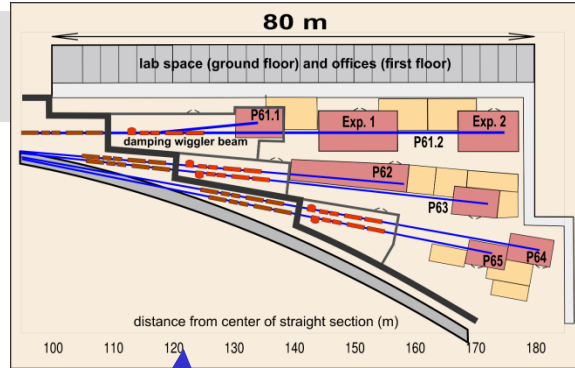 80 m
lab space (ground floor) and offices (first floor)
P61.1
Exp. 1
Exp. 2
P61.2
damping wiggler beam
P62
P63
P64
P65
distance from center of straight section (m)
100 110 120 130 140 150 160 170 180